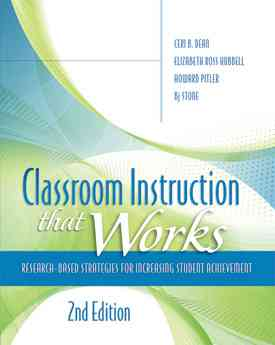 CERI B. DEAN
ELIZABETH ROSS HUBBELL
HOWARD PITLER
BJ STONE
Classroom Instruction
that Works
RESEARCH-BASED STRATEGIES FOR INCREASING STUDENT ACHIEVEMENT
2nd Edition